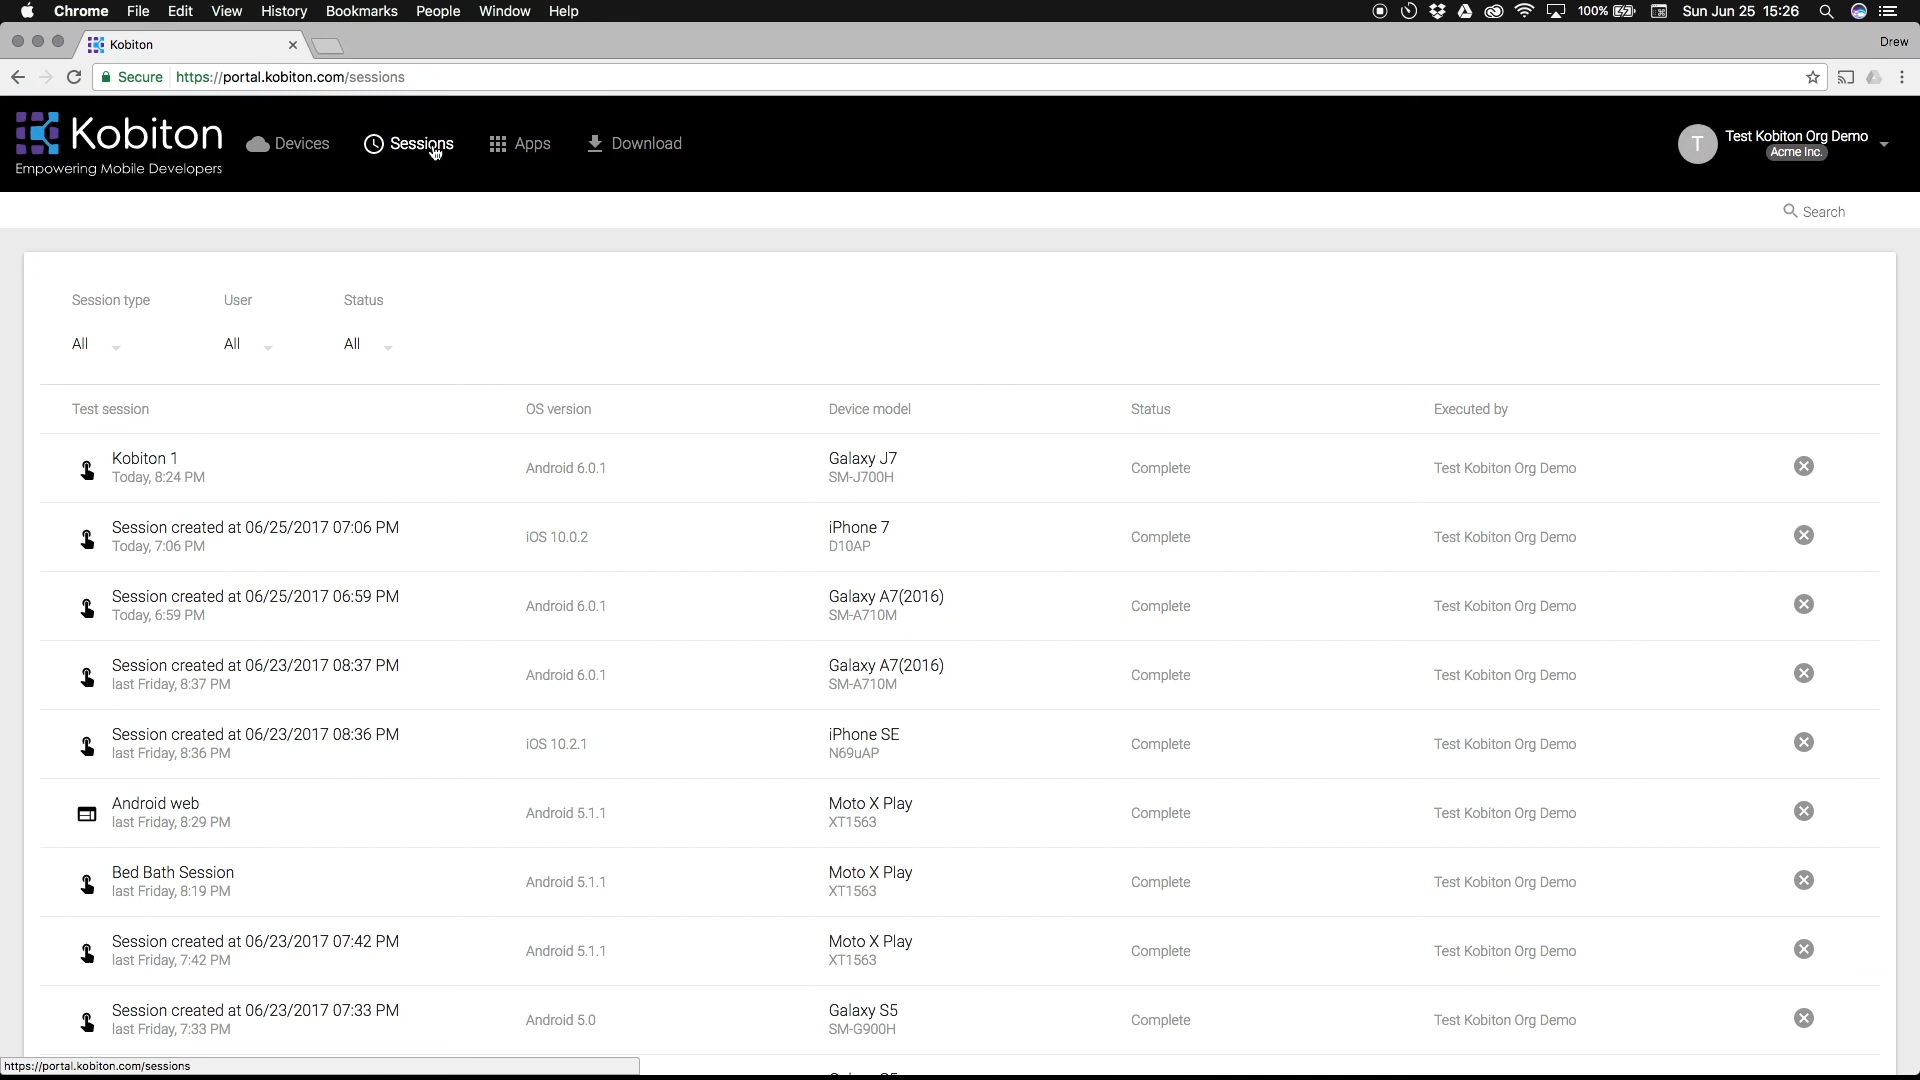 Chrome File Edit View History Bookmarks People Window Help 100% Sun Jun 25 15:26
Kobiton Drew
Secure https://portal.kobiton.com/sessions
Kobiton Devices Sessions Apps Download T Test Kobiton Org Demo
Acme Inc.
Empowering Mobile Developers
Search
Session type User Status
All All All
Test session OS version Device model Status Executed by
Kobiton 1 Galaxy J7
Android 6.0.1 Complete Test Kobiton Org Demo
Today, 8:24 PM SM-J700H
Session created at 06/25/2017 07:06 PM iPhone 7
iOS 10.0.2 Complete Test Kobiton Org Demo
Today, 7:06 PM D10AP
Session created at 06/25/2017 06:59 PM Galaxy A7(2016)
Android 6.0.1 Complete Test Kobiton Org Demo
Today, 6:59 PM SM-A710M
Session created at 06/23/2017 08:37 PM Galaxy A7(2016)
Android 6.0.1 Complete Test Kobiton Org Demo
last Friday, 8:37 PM SM-A710M
Session created at 06/23/2017 08:36 PM iPhone SE
iOS 10.2.1 Complete Test Kobiton Org Demo
last Friday, 8:36 PM N69uAP
Android web Moto X Play
Android 5.1.1 Complete Test Kobiton Org Demo
last Friday, 8:29 PM XT1563
Bed Bath Session Moto X Play
Android 5.1.1 Complete Test Kobiton Org Demo
last Friday, 8:19 PM XT1563
Session created at 06/23/2017 07:42 PM Moto X Play
Android 5.1.1 Complete Test Kobiton Org Demo
last Friday, 7:42 PM XT1563
Session created at 06/23/2017 07:33 PM Galaxy S5
Android 5.0 Complete Test Kobiton Org Demo
last Friday, 7:33 PM SM-G900H
https://portal.kobiton.com/sessions